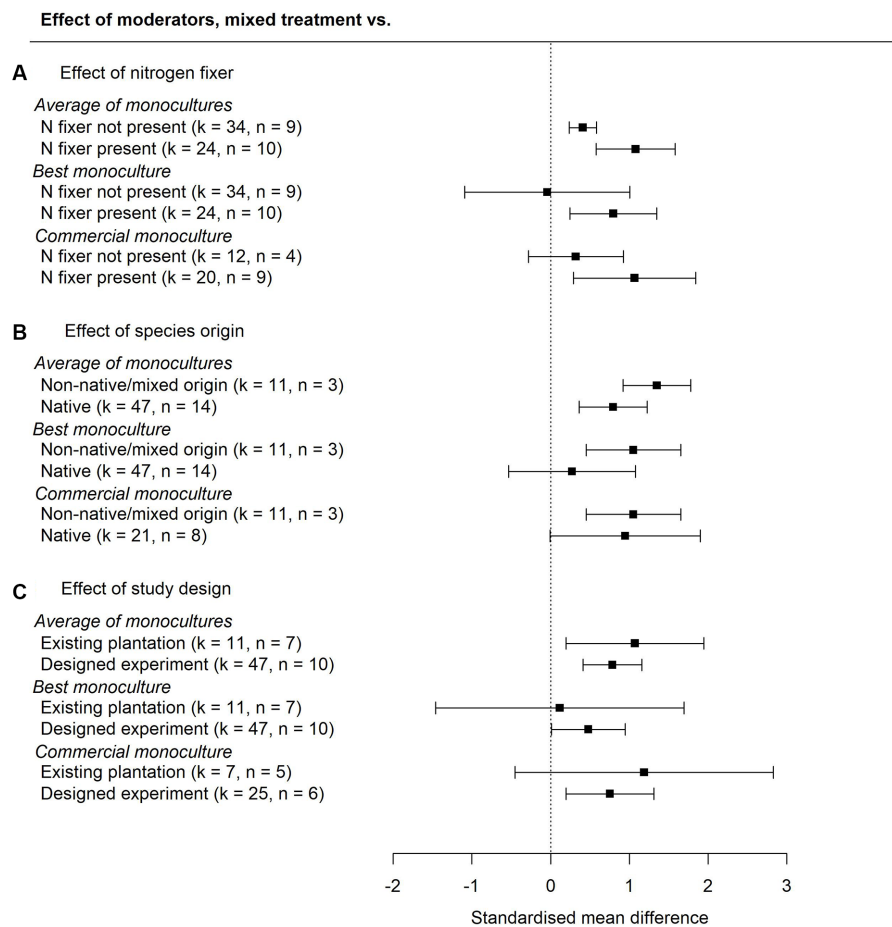 Effect of moderators, mixed treatment vs.
A Effect of nitrogen fixer
Average of monocultures
N fixer not present (k = 34, n = 9)
N fixer present (k = 24, n = 10)
Best monoculture
N fixer not present (k = 34, n = 9)
N fixer present (k = 24, n = 10)
Commercial monoculture
N fixer not present (k = 12, n = 4)
N fixer present (k = 20, n = 9)
B Effect of species origin
Average of monocultures
Non-native/mixed origin (k = 11, n = 3)
Native (k = 47, n = 14)
Best monoculture
Non-native/mixed origin (k = 11, n = 3)
Native (k = 47, n = 14)
Commercial monoculture
Non-native/mixed origin (k = 11, n = 3)
Native (k = 21, n = 8)
C Effect of study design
Average of monocultures
Existing plantation (k = 11, n = 7)
Designed experiment (k = 47, n = 10)
Best monoculture
Existing plantation (k = 11, n = 7)
Designed experiment (k = 47, n = 10)
Commercial monoculture
Existing plantation (k = 7, n = 5)
Designed experiment (k = 25, n = 6)
-2 -1 0 1 2 3
Standardised mean difference